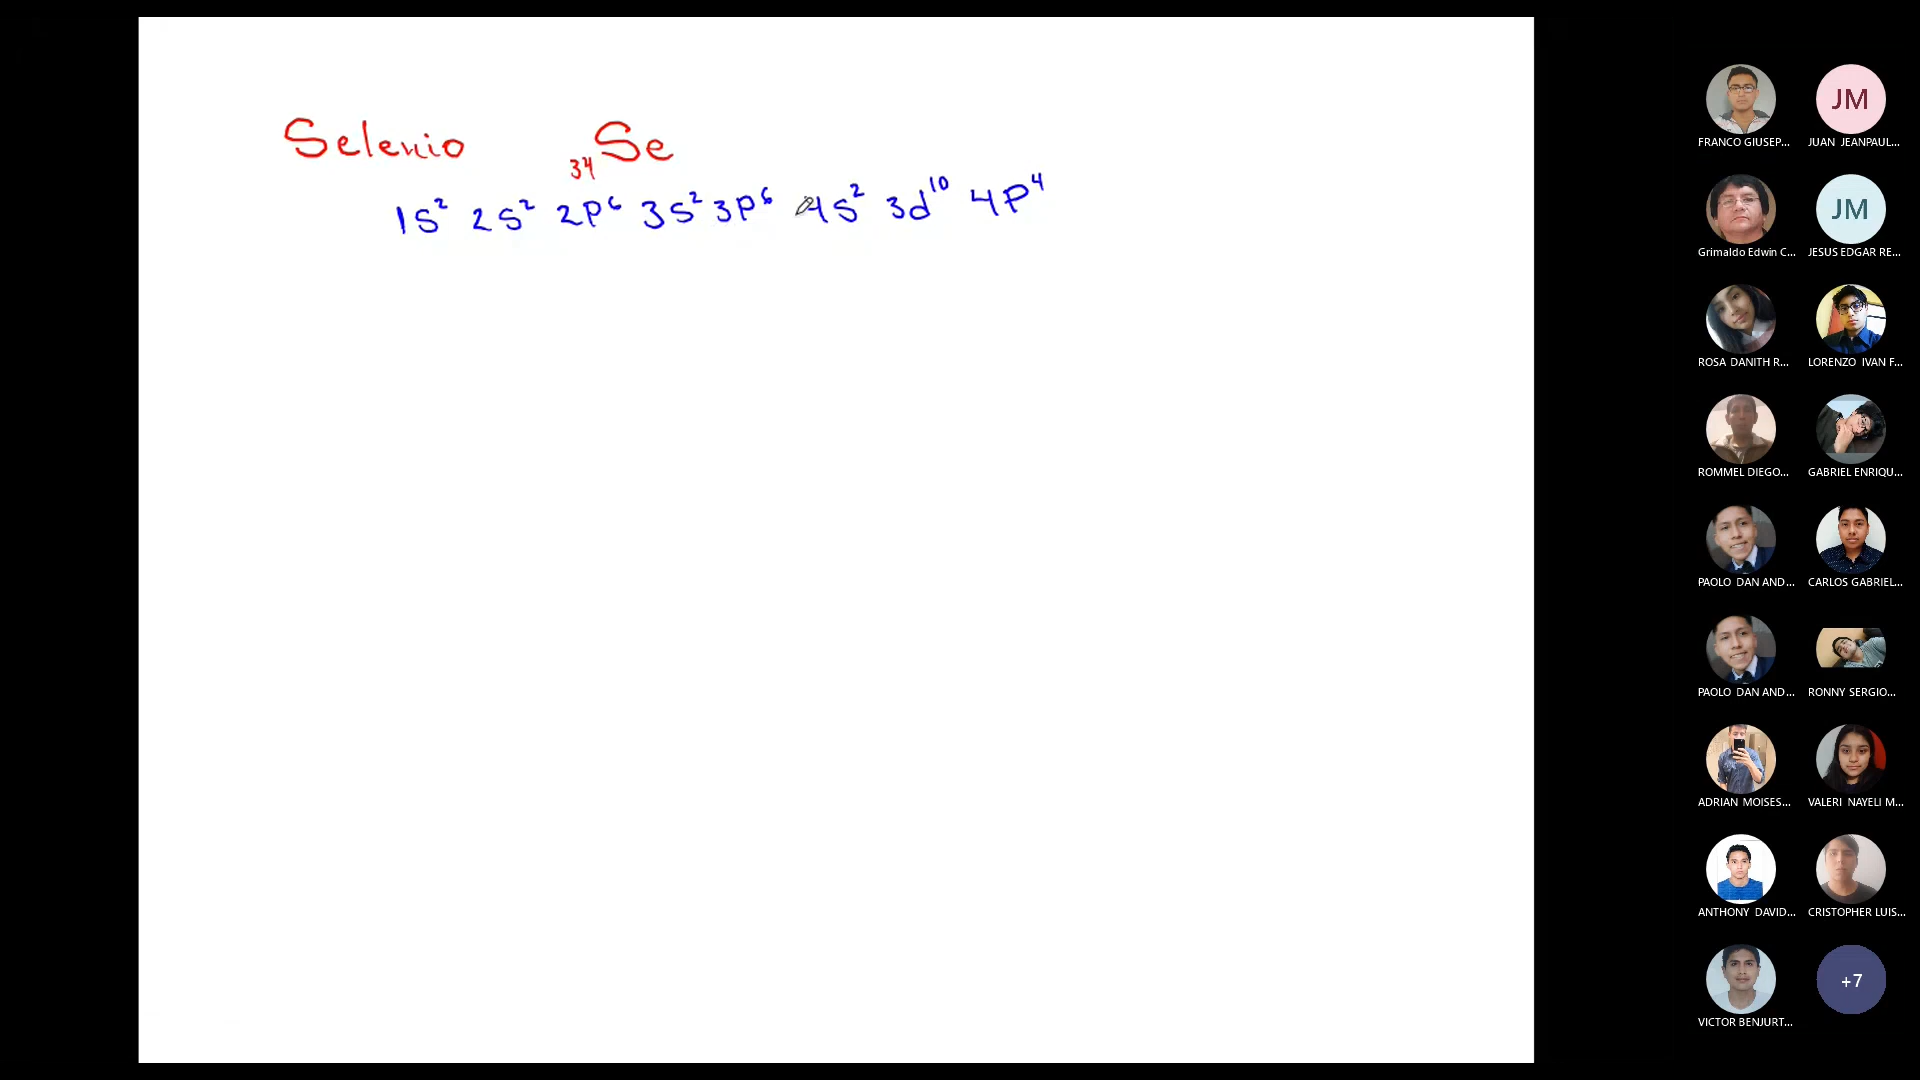 Selenio ₃₄Se
1s² 2s² 2p⁶ 3s² 3p⁶ 4s² 3d¹⁰ 4p⁴
FRANCO GIUSEP... JUAN JEANPAUL...
JM
Grimaldo Edwin C... JESUS EDGAR RE...
JM
ROSA DANITH R... LORENZO IVAN F...
ROMMEL DIEGO... GABRIEL ENRIQU...
PAOLO DAN AND... CARLOS GABRIEL...
PAOLO DAN AND... RONNY SERGIO...
ADRIAN MOISES... VALERI NAYELI M...
ANTHONY DAVID... CRISTOPHER LUIS...
+7
VICTOR BENJURT...